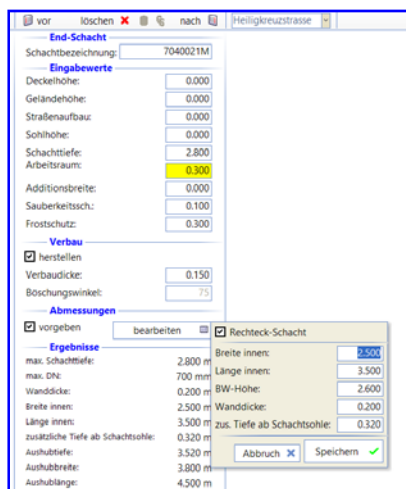 vor löschen nach Heiligkreuzstrasse
End-Schacht
Schachtbezeichnung: 7040021M
Eingabewerte
Deckelhöhe: 0.000
Geländehöhe: 0.000
Straßenaufbau: 0.000
Sohlhöhe: 0.000
Schachttiefe: 2.800
Arbeitsraum: 0.300
Additionsbreite: 0.000
Sauberkeitssch.: 0.100
Frostschutz: 0.300
Verbau
herstellen
Verbaudicke: 0.150
Böschungswinkel: 75
Abmessungen
vorgeben bearbeiten
Ergebnisse
max. Schachttiefe: 2.800 m
max. DN: 700 mm
Wanddicke: 0.200 m
Breite innen: 2.500 m
Länge innen: 3.500 m
zusätzliche Tiefe ab Schachtsohle: 0.320 m
Aushubtiefe: 3.520 m
Aushubbreite: 3.800 m
Aushublänge: 4.500 m
Rechteck-Schacht
Breite innen: 2.500
Länge innen: 3.500
BW-Höhe: 2.600
Wanddicke: 0.200
zus. Tiefe ab Schachtsohle: 0.320
Abbruch Speichern